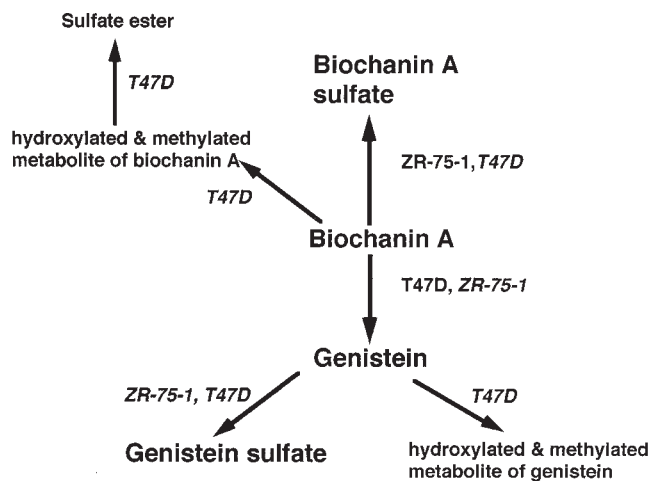 Sulfate ester
T47D
Biochanin A
sulfate
hydroxylated & methylated
metabolite of biochanin A
ZR-75-1, T47D
T47D
Biochanin A
T47D, ZR-75-1
Genistein
ZR-75-1, T47D
T47D
Genistein sulfate
hydroxylated & methylated
metabolite of genistein